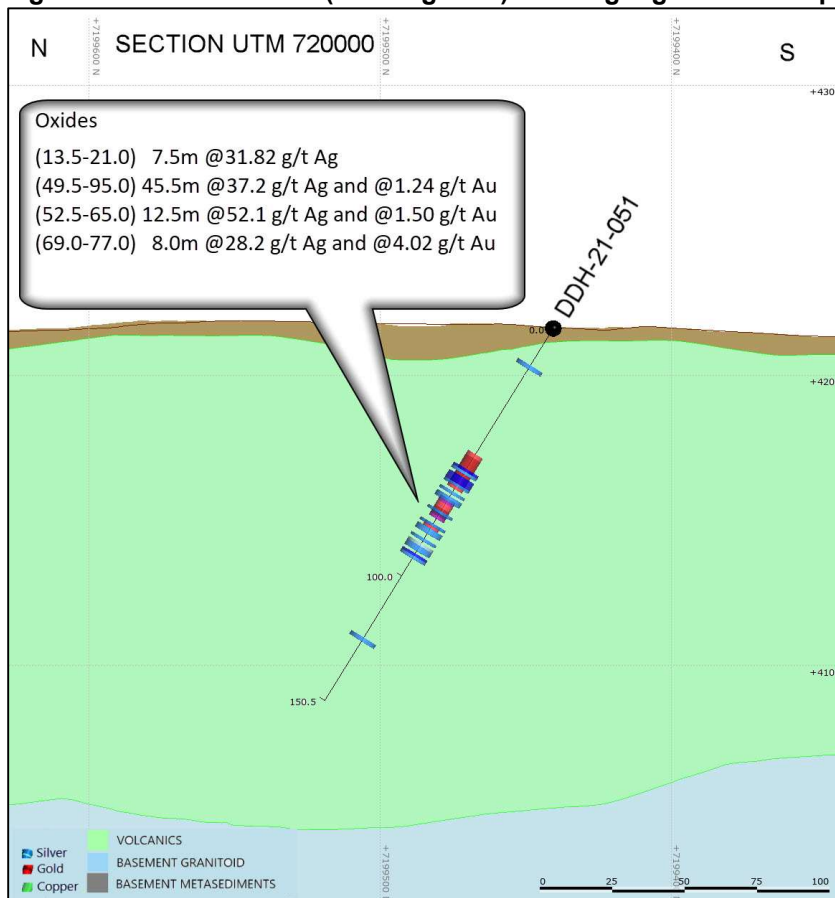 N
SECTION UTM 720000
S
+7199600 N
+7199500 N
+7199400 N
+430
Oxides
(13.5-21.0) 7.5m @31.82 g/t Ag
(49.5-95.0) 45.5m @37.2 g/t Ag and @1.24 g/t Au
(52.5-65.0) 12.5m @52.1 g/t Ag and @1.50 g/t Au
(69.0-77.0) 8.0m @28.2 g/t Ag and @4.02 g/t Au
DDH-21-051
0.0
+420
100.0
+410
150.5
Silver
Gold
Copper
VOLCANICS
BASEMENT GRANITOID
BASEMENT METASEDIMENTS
+7199500 N
0 25 50 75 100